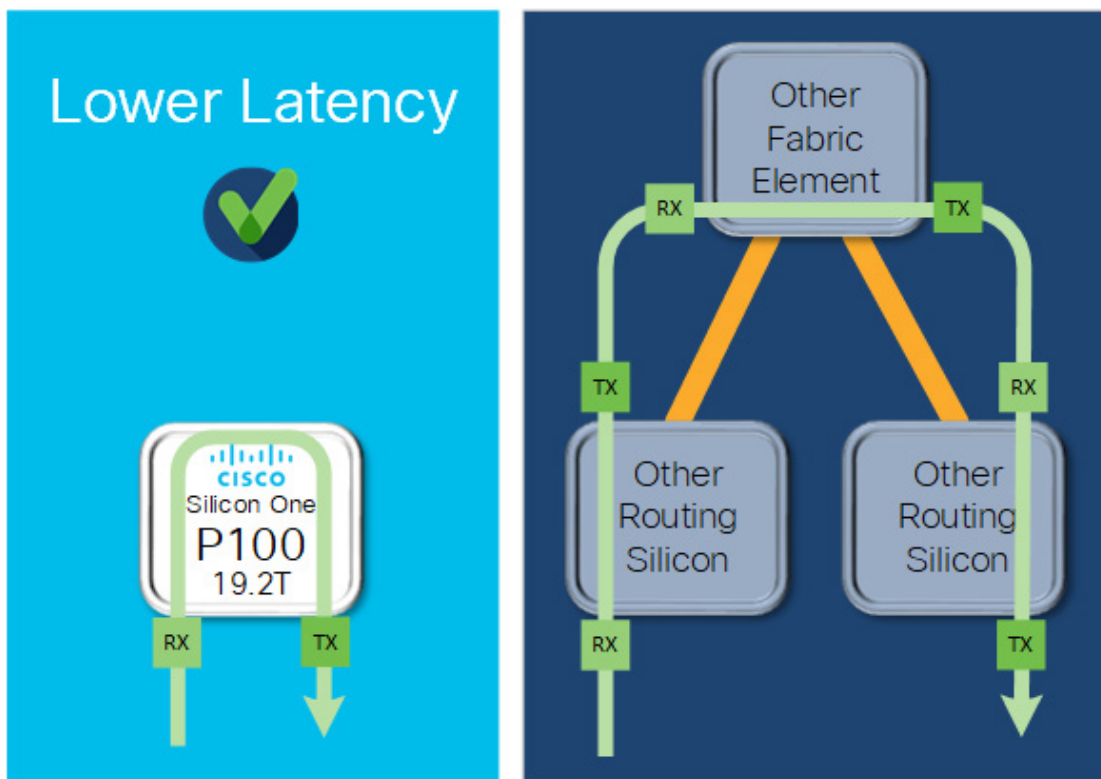 Lower Latency
CISCO
Silicon One
P100
19.2T
RX
TX
Other
Fabric
Element
RX
TX
TX
RX
Other
Routing
Silicon
Other
Routing
Silicon
RX
TX